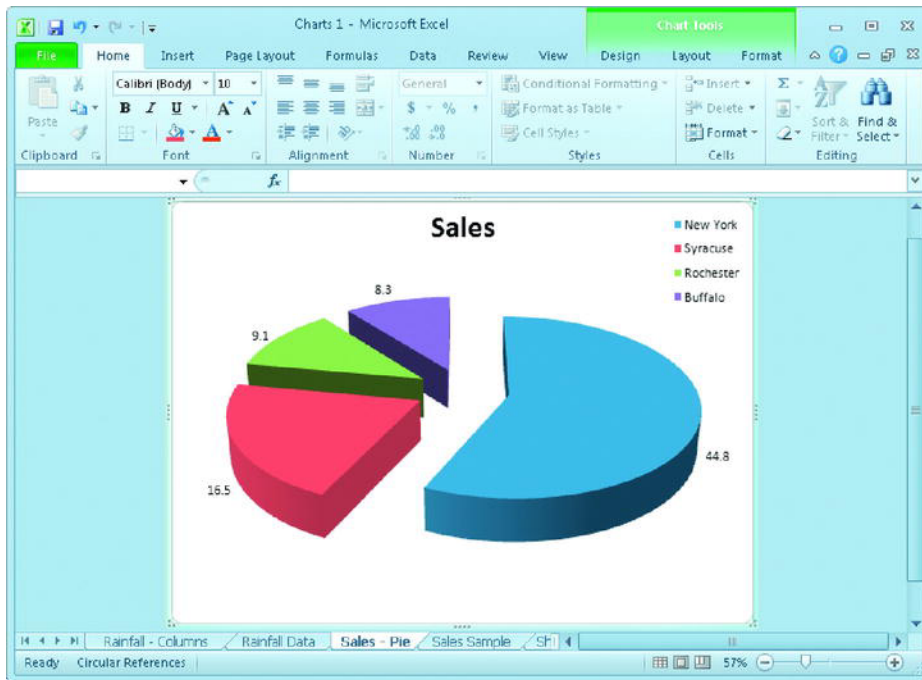 Charts 1 - Microsoft Excel
Chart Tools
File Home Insert Page Layout Formulas Data Review View Design Layout Format
Paste
Clipboard
Calibri (Body) 10
B I U A A
A
Font
Alignment
General
$ - % ,
Number
Conditional Formatting
Format as Table
Cell Styles
Styles
Insert
Delete
Format
Cells
Σ
Sort & Filter
Find & Select
Editing
fx
Sales
New York
Syracuse
Rochester
Buffalo
8.3
9.1
16.5
44.8
Rainfall - Columns Rainfall Data Sales - Pie Sales Sample
Ready Circular References 57%